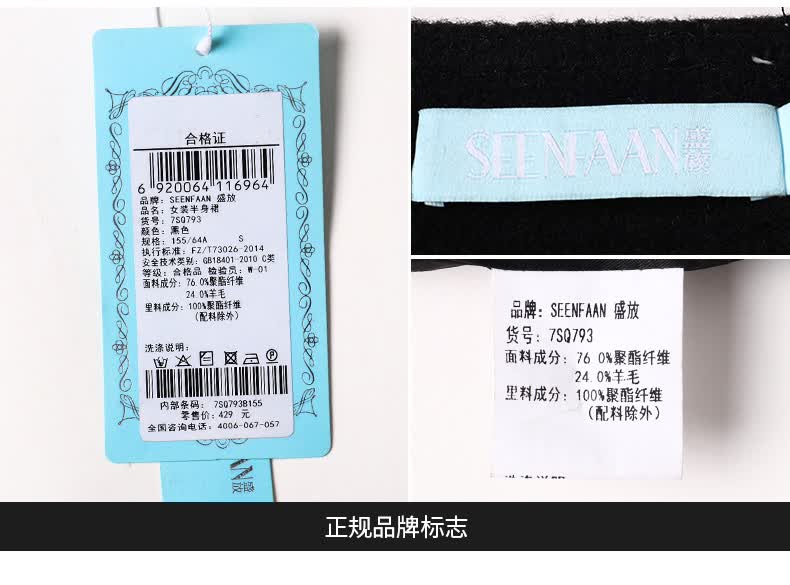 合格证
6 920064 116964
品牌: SEENFAAN 盛放
品名: 女装半身裙
货号: 7SQ793
颜色: 黑色
规格: 155/64A S
执行标准: FZ/T73026-2014
安全技术类别: GB18401-2010 C类
等级: 合格品 检验员: W-01
面料成分: 76.0%聚酯纤维
24.0%羊毛
里料成分: 100%聚酯纤维
(配料除外)
洗涤说明:
内部条码: 7SQ793B155
零售价: 429 元
全国咨询电话: 4006-067-057
AN 盛放
SEENFAAN 盛放
品牌: SEENFAAN 盛放
货号: 7SQ793
面料成分: 76.0%聚酯纤维
24.0%羊毛
里料成分: 100%聚酯纤维
(配料除外)
正规品牌标志